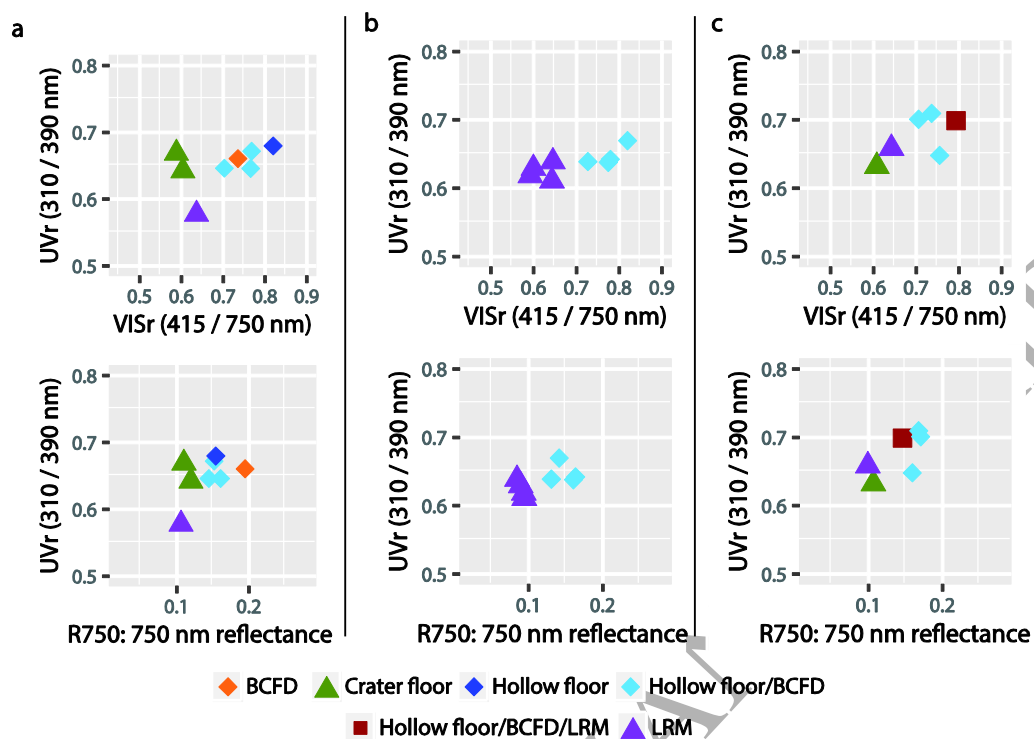 a
b
c
UVr (310 / 390 nm)
0.8
0.7
0.6
0.5
0.5 0.6 0.7 0.8 0.9
VISr (415 / 750 nm)
UVr (310 / 390 nm)
0.8
0.7
0.6
0.5
0.5 0.6 0.7 0.8 0.9
VISr (415 / 750 nm)
UVr (310 / 390 nm)
0.8
0.7
0.6
0.5
0.5 0.6 0.7 0.8 0.9
VISr (415 / 750 nm)
UVr (310 / 390 nm)
0.8
0.7
0.6
0.5
0.1 0.2
R750: 750 nm reflectance
UVr (310 / 390 nm)
0.8
0.7
0.6
0.5
0.1 0.2
R750: 750 nm reflectance
UVr (310 / 390 nm)
0.8
0.7
0.6
0.5
0.1 0.2
R750: 750 nm reflectance
BCFD Crater floor Hollow floor Hollow floor/BCFD
Hollow floor/BCFD/LRM LRM